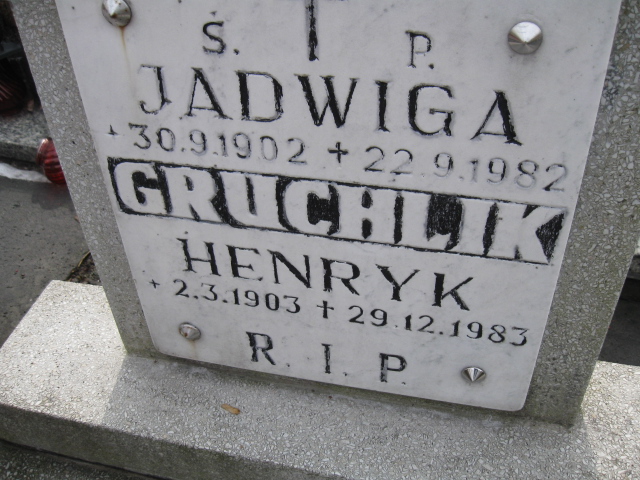 Ś. † P.
JADWIGA
* 30.9.1902 † 22.9.1982
GRUCHLIK
HENRYK
* 2.3.1903 † 29.12.1983
R. I. P.